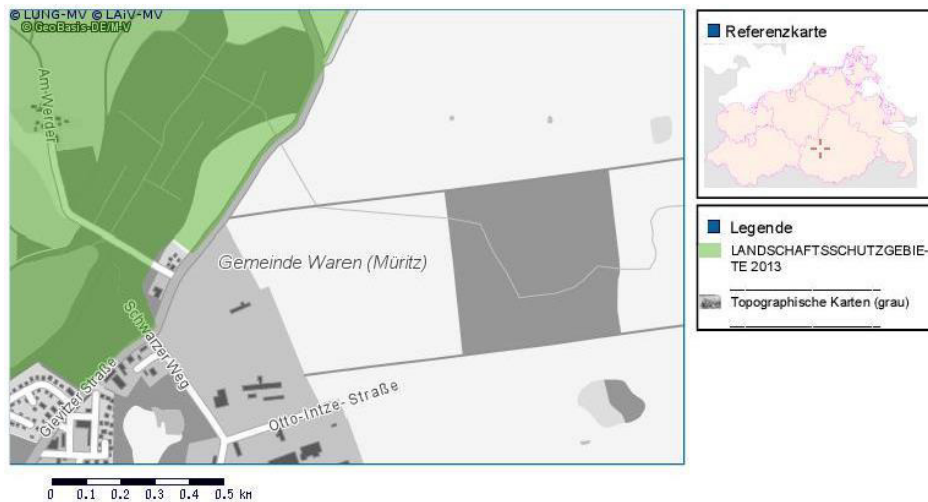 © LUNG-MV © LAiV-MV
© GeoBasis-DE/M-V
Am Werder
Gemeinde Waren (Müritz)
Schwarzer Weg
Gievitzer Straße
Otto-Intze-Straße
0 0.1 0.2 0.3 0.4 0.5 км
Referenzkarte
Legende
LANDSCHAFTSSCHUTZGEBIE-
TE 2013
Topographische Karten (grau)